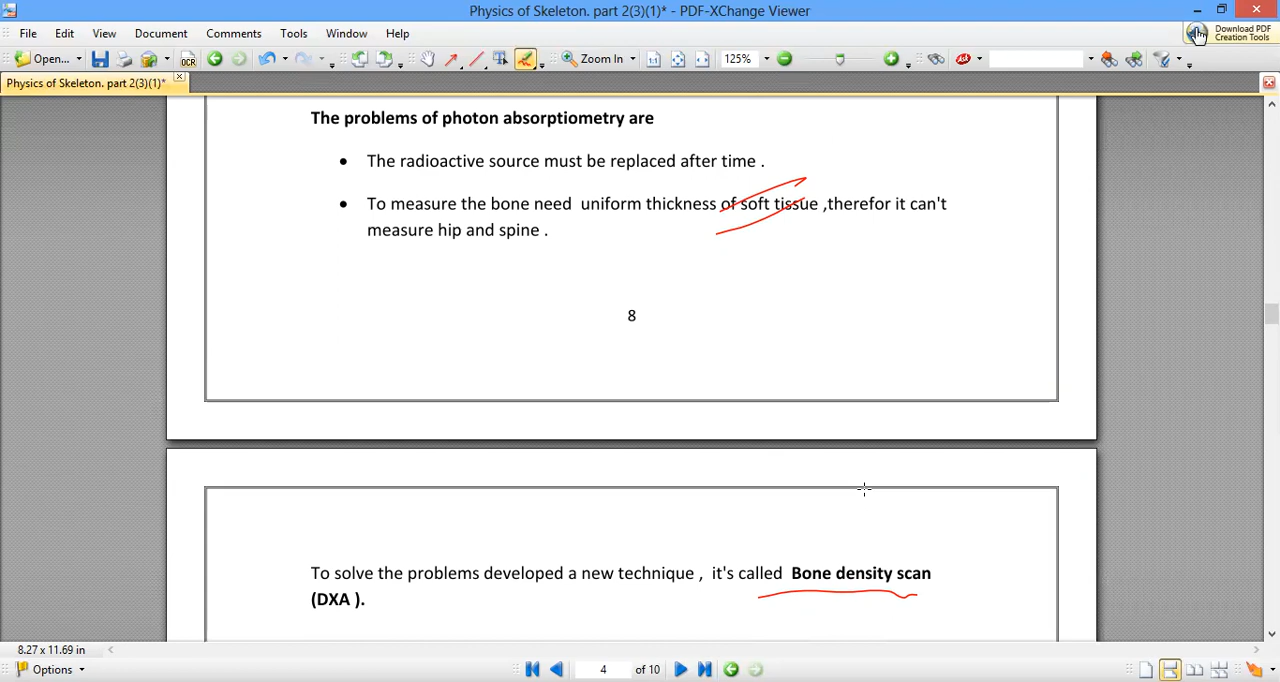 Physics of Skeleton. part 2(3)(1)* - PDF-XChange Viewer
File Edit View Document Comments Tools Window Help
Download PDF
Creation Tools
Open... OCR Zoom In 125%
Physics of Skeleton. part 2(3)(1)*
The problems of photon absorptiometry are
• The radioactive source must be replaced after time .
• To measure the bone need uniform thickness of soft tissue ,therefor it can't
measure hip and spine .
8
To solve the problems developed a new technique , it's called Bone density scan
(DXA ).
8.27 x 11.69 in
Options 4 of 10